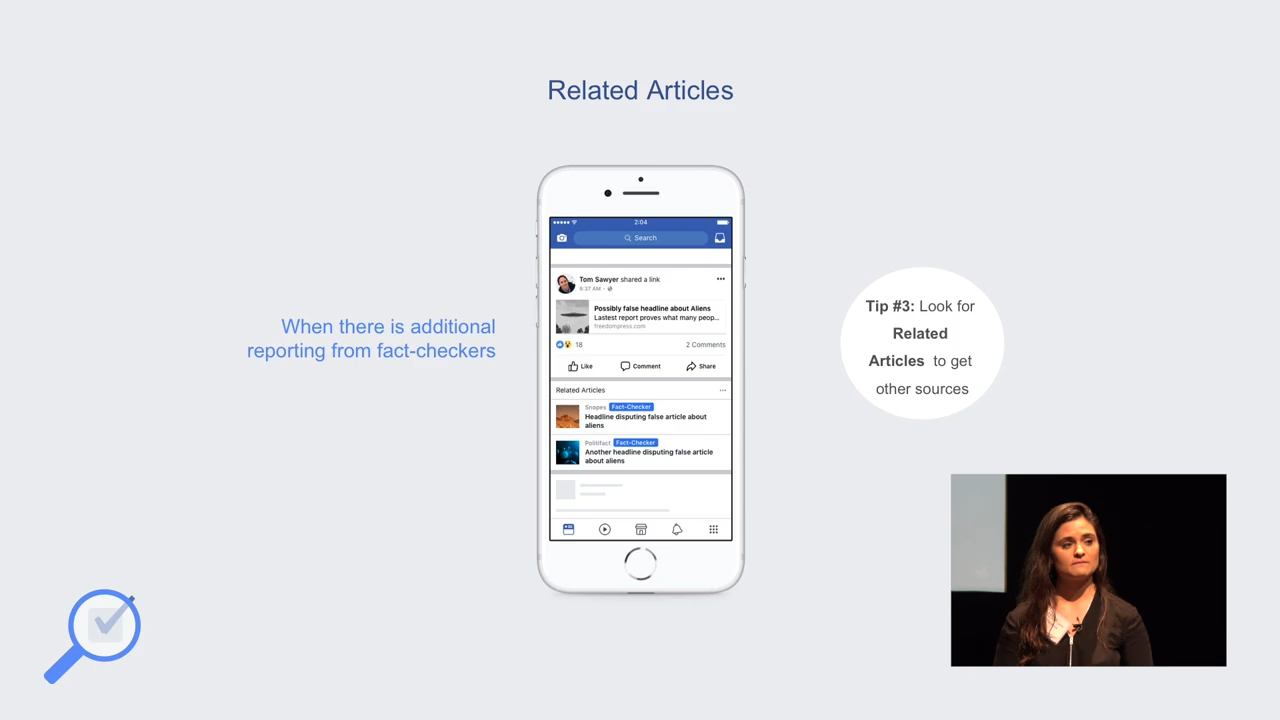 Related Articles
When there is additional
reporting from fact-checkers
2:04
Search
Tom Sawyer shared a link
6:37 AM ·
Possibly false headline about Aliens
Lastest report proves what many peop...
freedompress.com
18
2 Comments
Like Comment Share
Related Articles
Snopes Fact-Checker
Headline disputing false article about
aliens
Politifact Fact-Checker
Another headline disputing false article
about aliens
Tip #3: Look for
Related
Articles to get
other sources